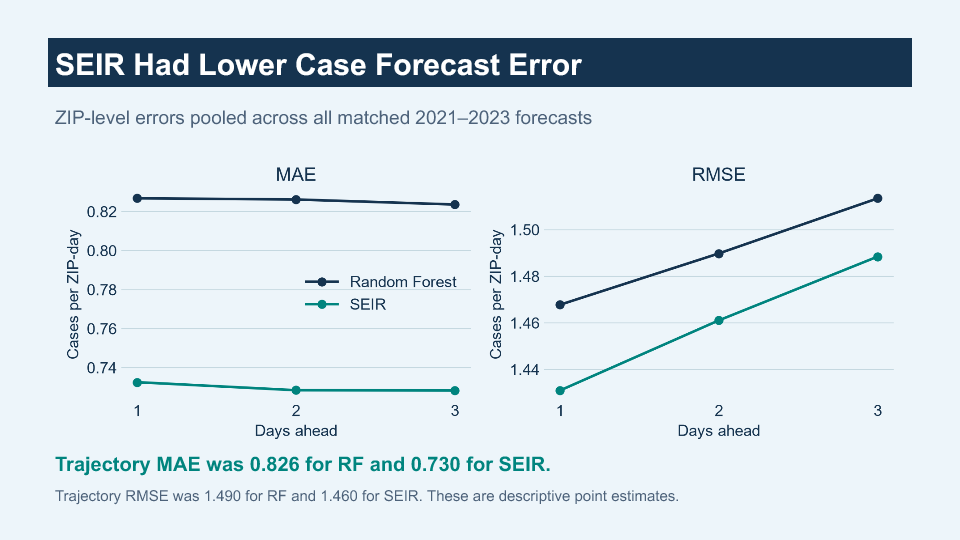 SEIR Had Lower Case Forecast Error
ZIP-level errors pooled across all matched 2021–2023 forecasts
MAE
0.82
0.80
0.78
0.76
0.74
Cases per ZIP-day
Random Forest
SEIR
1
2
3
Days ahead
RMSE
1.50
1.48
1.46
1.44
Cases per ZIP-day
1
2
3
Days ahead
Trajectory MAE was 0.826 for RF and 0.730 for SEIR.
Trajectory RMSE was 1.490 for RF and 1.460 for SEIR. These are descriptive point estimates.